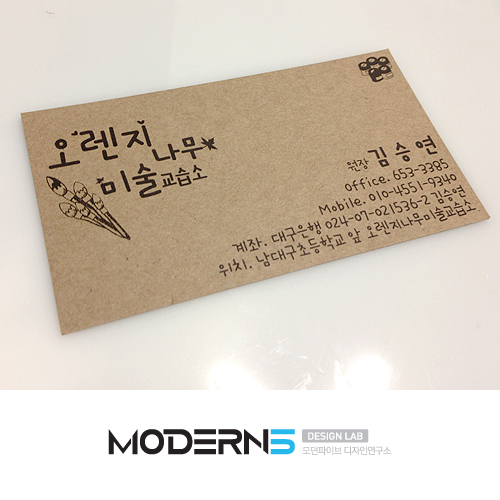 오렌지나무
미술교습소
원장 김승연
Office. 653-3385
Mobile. 010-4551-9340
계좌. 대구은행 024-07-021536-2 김승연
위치. 남대구초등학교 앞 오렌지나무미술교습소
MODERN5
DESIGN LAB
모던파이브 디자인연구소